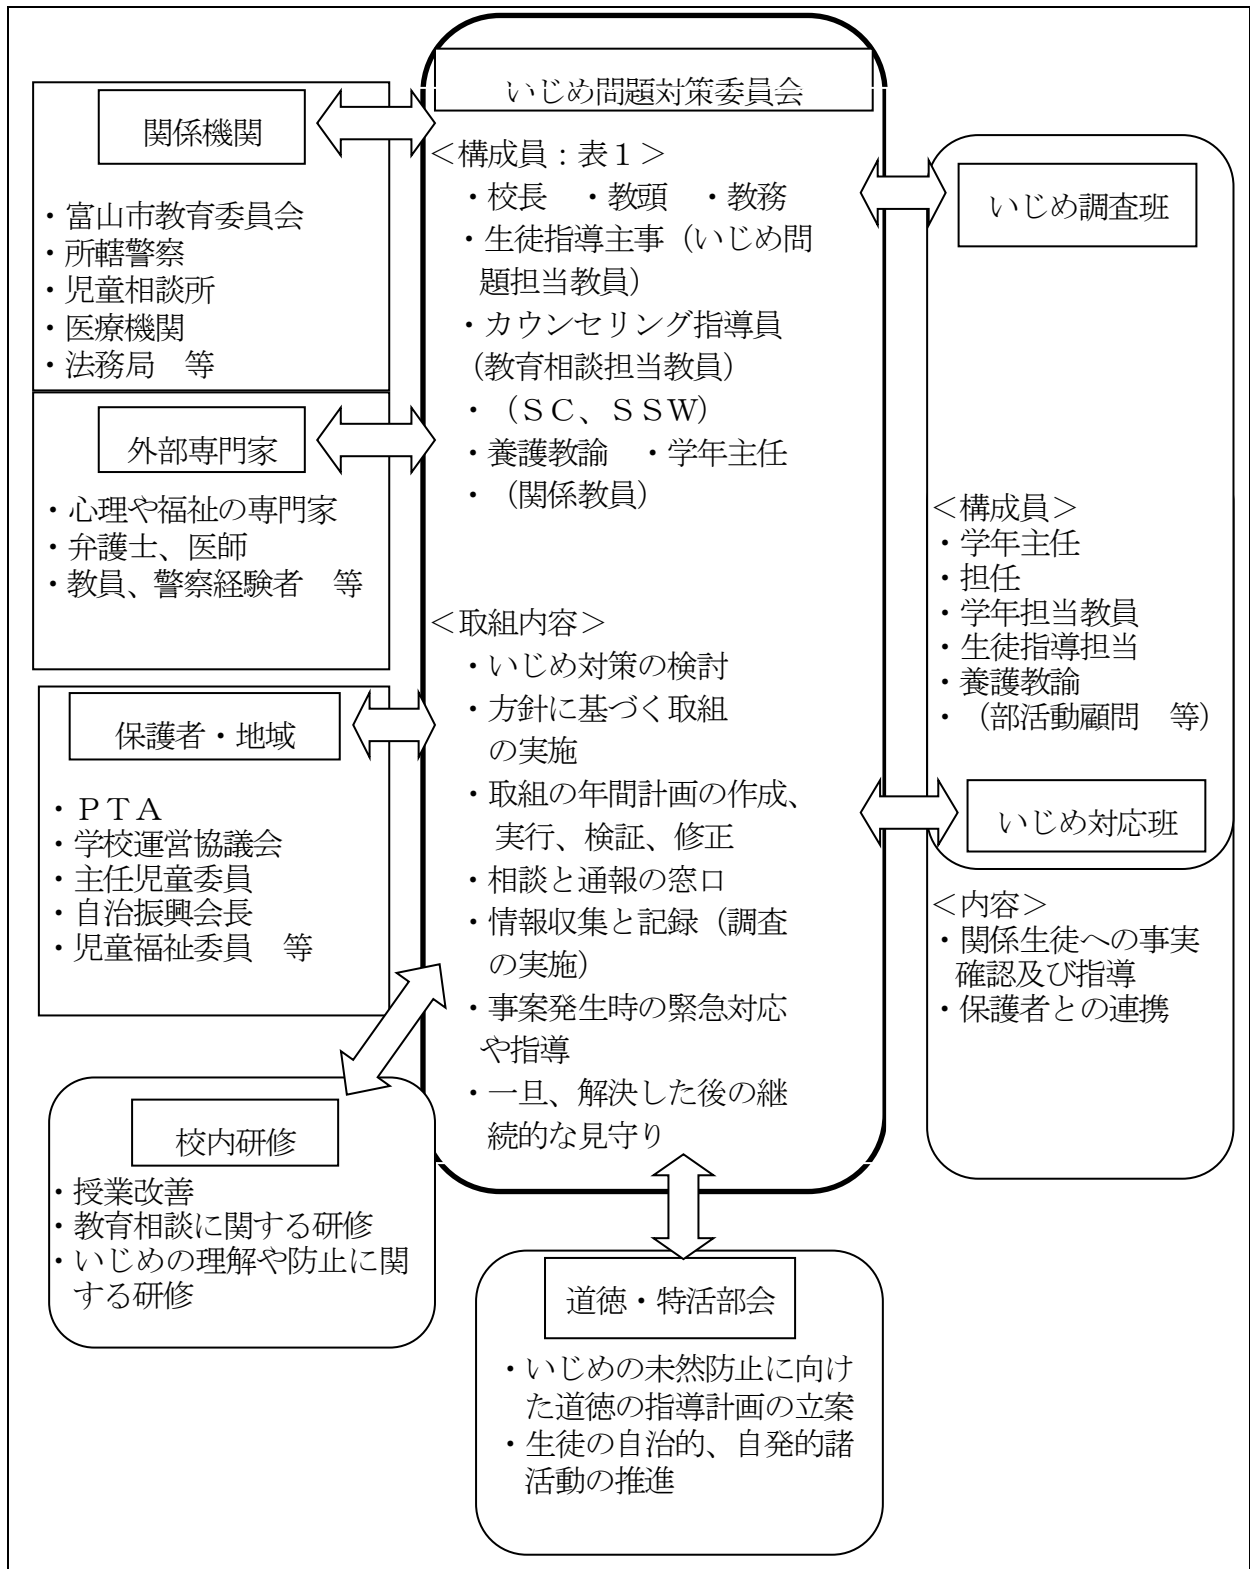 いじめ問題対策委員会
<構成員：表１>
・校長　・教頭　・教務
・生徒指導主事（いじめ問
題担当教員）
・カウンセリング指導員
（教育相談担当教員）
・（ＳＣ、ＳＳＷ）
・養護教諭　・学年主任
・（関係教員）
<取組内容>
・いじめ対策の検討
・方針に基づく取組
の実施
・取組の年間計画の作成、
実行、検証、修正
・相談と通報の窓口
・情報収集と記録（調査
の実施）
・事案発生時の緊急対応
や指導
・一旦、解決した後の継
続的な見守り
関係機関
・富山市教育委員会
・所轄警察
・児童相談所
・医療機関
・法務局　等
外部専門家
・心理や福祉の専門家
・弁護士、医師
・教員、警察経験者　等
保護者・地域
・ＰＴＡ
・学校運営協議会
・主任児童委員
・自治振興会長
・児童福祉委員　等
校内研修
・授業改善
・教育相談に関する研修
・いじめの理解や防止に関
する研修
いじめ調査班
<構成員>
・学年主任
・担任
・学年担当教員
・生徒指導担当
・養護教諭
・（部活動顧問　等）
いじめ対応班
<内容>
・関係生徒への事実
確認及び指導
・保護者との連携
道徳・特活部会
・いじめの未然防止に向け
た道徳の指導計画の立案
・生徒の自治的、自発的諸
活動の推進